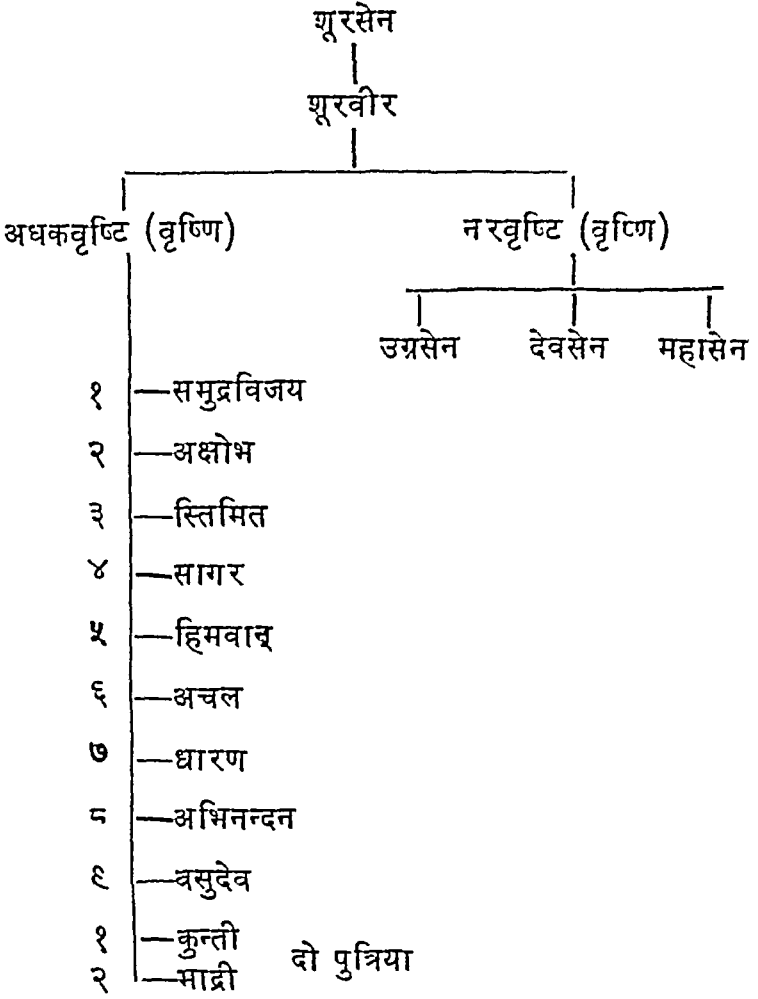 शूरसेन
शूरवीर
अधकवृष्टि (वृष्णि) नरवृष्टि (वृष्णि)
उग्रसेन देवसेन महासेन
१ समुद्रविजय
२ अक्षोभ
३ स्तिमित
४ सागर
५ हिमवान्
६ अचल
७ धारण
८ अभिनन्दन
९ वसुदेव
१ कुन्ती
दो पुत्रिया
२ माद्री